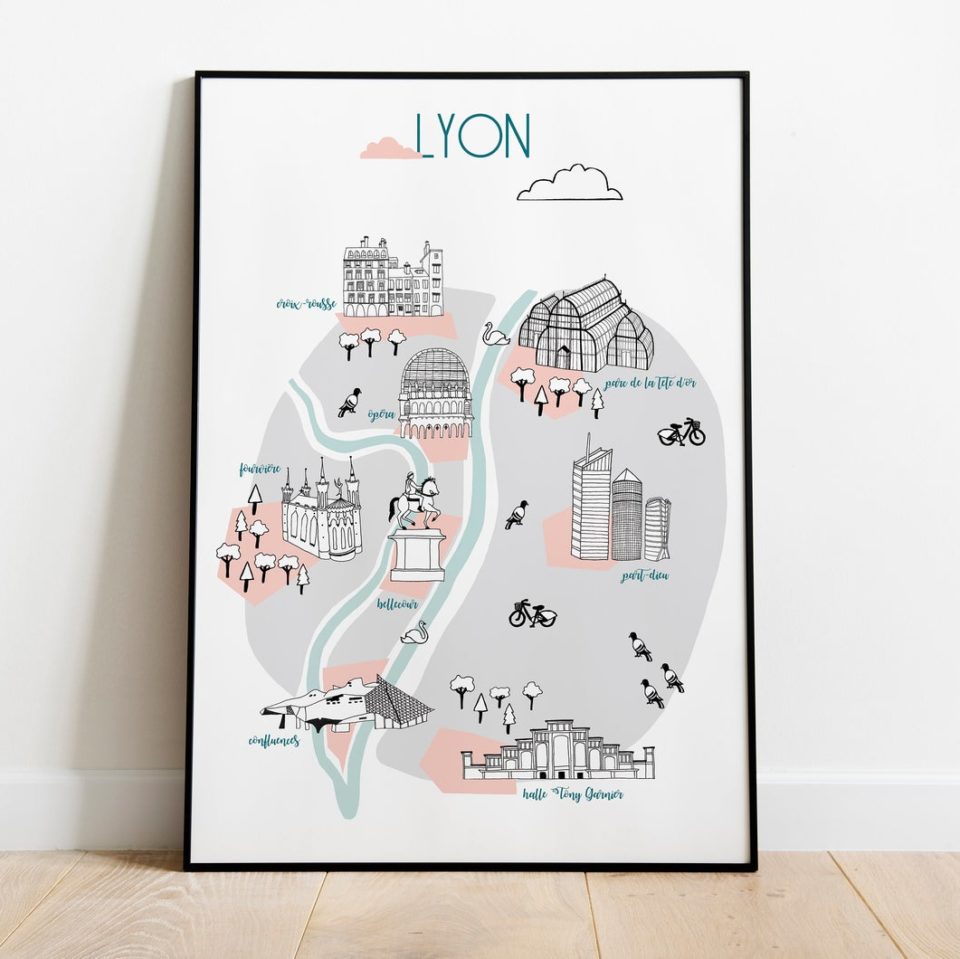 LYON
croix-rousse
parc de la tête d'or
opéra
fourvière
part-dieu
bellecour
confluences
halle Tony Garnier